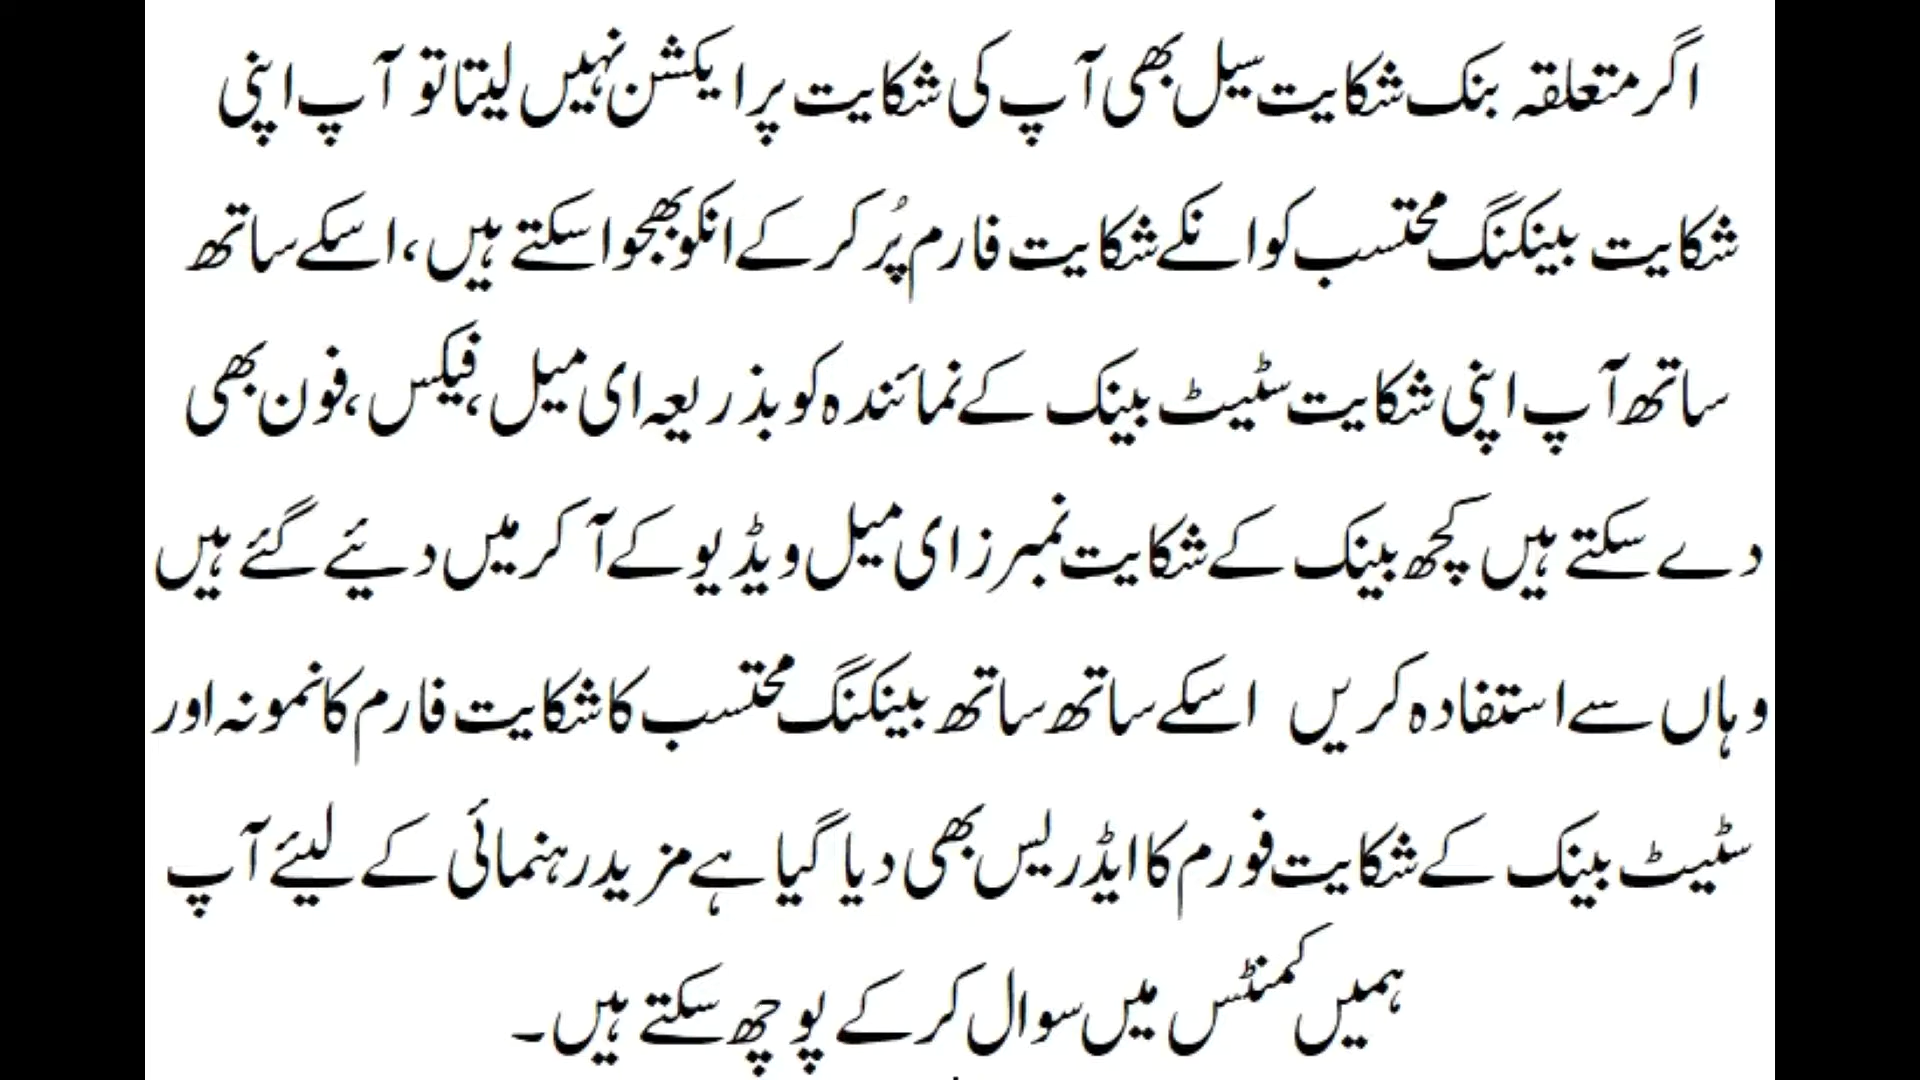 اگر متعلقہ بنک شکایت سیل بھی آپ کی شکایت پر ایکشن نہیں لیتا تو آپ اپنی
شکایت بینکنگ محتسب کو انکے شکایت فارم پُر کر کے انکو بھجوا سکتے ہیں، اسکے ساتھ
ساتھ آپ اپنی شکایت سٹیٹ بینک کے نمائندہ کو بذریعہ ای میل، فیکس، فون بھی
دے سکتے ہیں کچھ بینک کے شکایت نمبرز ای میل ویڈیو کے آکر میں دیئے گئے ہیں
وہاں سے استفادہ کریں اسکے ساتھ ساتھ بینکنگ محتسب کا شکایت فارم کا نمونہ اور
سٹیٹ بینک کے شکایت فورم کا ایڈریس بھی دیا گیا ہے مزید رہنمائی کے لیئے آپ
ہمیں کمنٹس میں سوال کر کے پوچھ سکتے ہیں۔